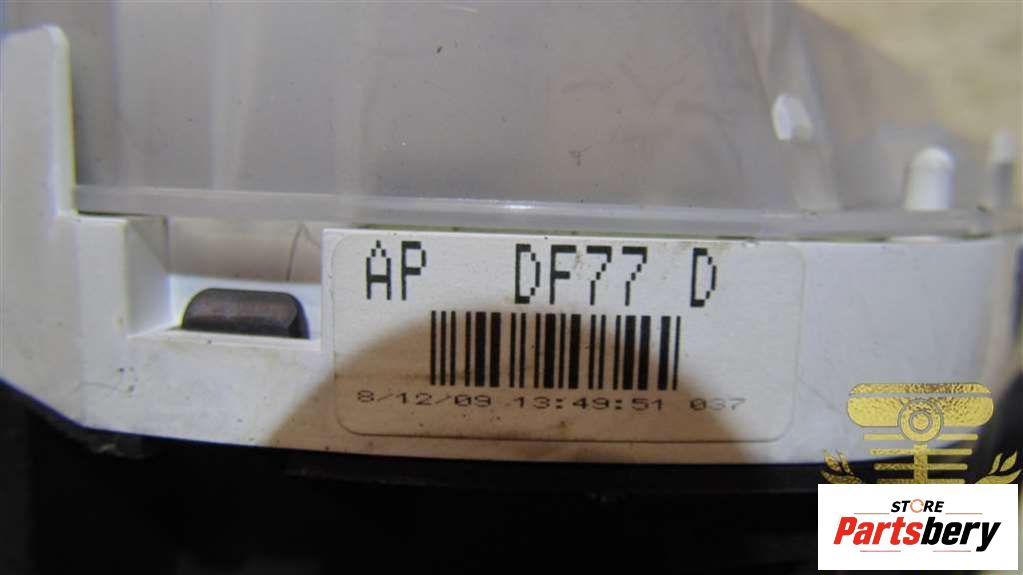 AP DF77 D
8/12/09 13:49:51 037
STORE
Partsbery